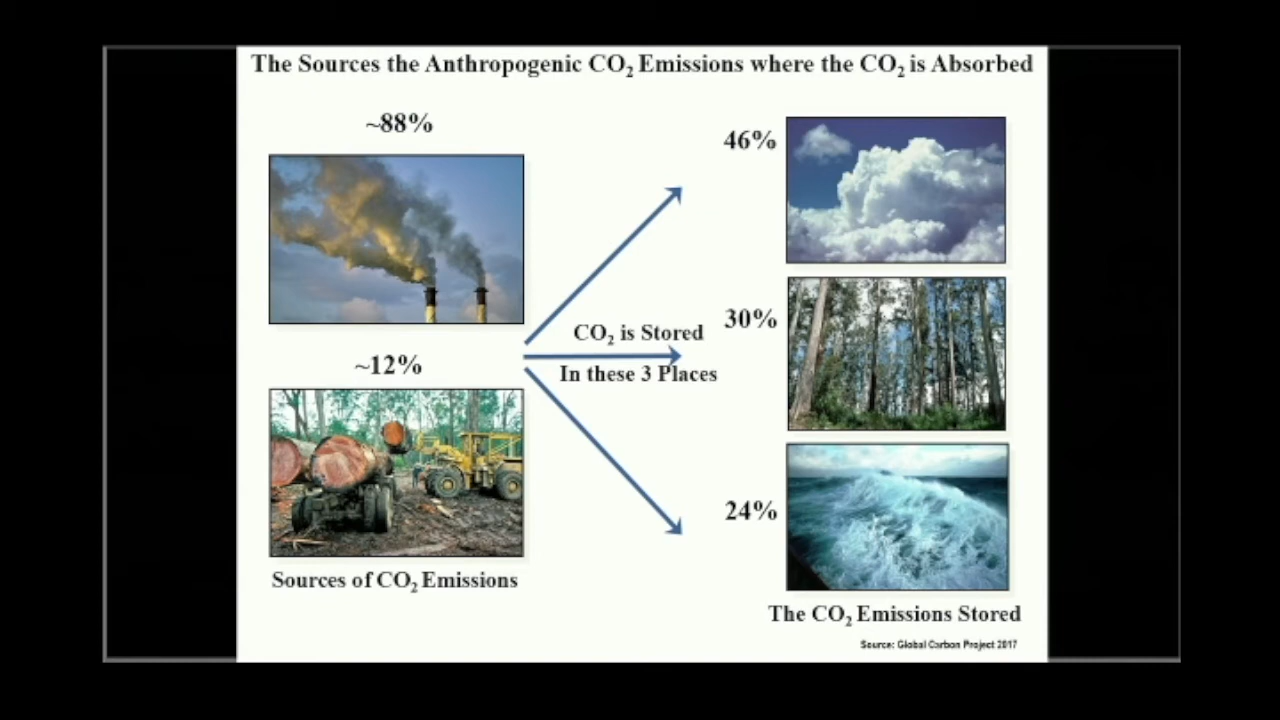 The Sources the Anthropogenic CO₂ Emissions where the CO₂ is Absorbed
~88%
~12%
Sources of CO₂ Emissions
CO₂ is Stored
In these 3 Places
46%
30%
24%
The CO₂ Emissions Stored
Source: Global Carbon Project 2017